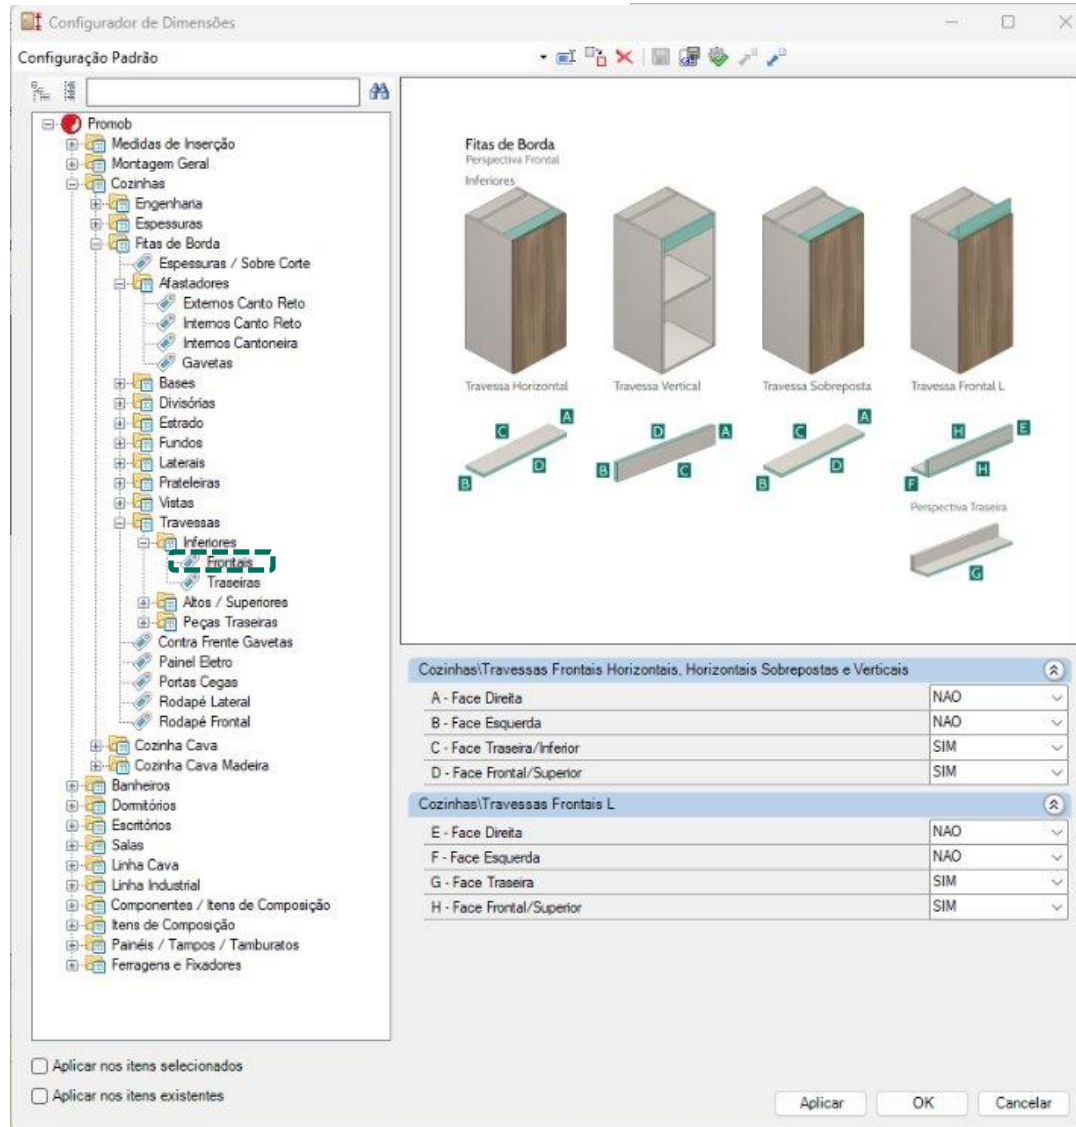 Configurador de Dimensões
Configuração Padrão
Promob
Medidas de Inserção
Montagem Geral
Cozinhas
Engenharia
Espessuras
Fitas de Borda
Espessuras / Sobre Corte
Afastadores
Externos Canto Reto
Internos Canto Reto
Internos Cantoneira
Gavetas
Bases
Divisórias
Estrado
Fundos
Laterais
Prateleiras
Vistas
Travessas
Inferiores
Frontais
Traseiras
Altos / Superiores
Peças Traseiras
Contra Frente Gavetas
Painel Eletro
Portas Cegas
Rodapé Lateral
Rodapé Frontal
Cozinha Cava
Cozinha Cava Madeira
Banheiros
Dormitórios
Escritórios
Salas
Linha Cava
Linha Industrial
Componentes / Itens de Composição
Itens de Composição
Painéis / Tampos / Tamburatos
Ferragens e Fixadores
Fitas de Borda
Perspectiva Frontal
Inferiores
Travessa Horizontal Travessa Vertical Travessa Sobreposta Travessa Frontal L
A C D B
D A B C
A C D B
H E H F
Perspectiva Traseira
G
Cozinhas\Travessas Frontais Horizontais, Horizontais Sobrepostas e Verticais
A - Face Direita NAO
B - Face Esquerda NAO
C - Face Traseira/Inferior SIM
D - Face Frontal/Superior SIM
Cozinhas\Travessas Frontais L
E - Face Direita NAO
F - Face Esquerda NAO
G - Face Traseira SIM
H - Face Frontal/Superior SIM
Aplicar nos itens selecionados
Aplicar nos itens existentes
Aplicar OK Cancelar